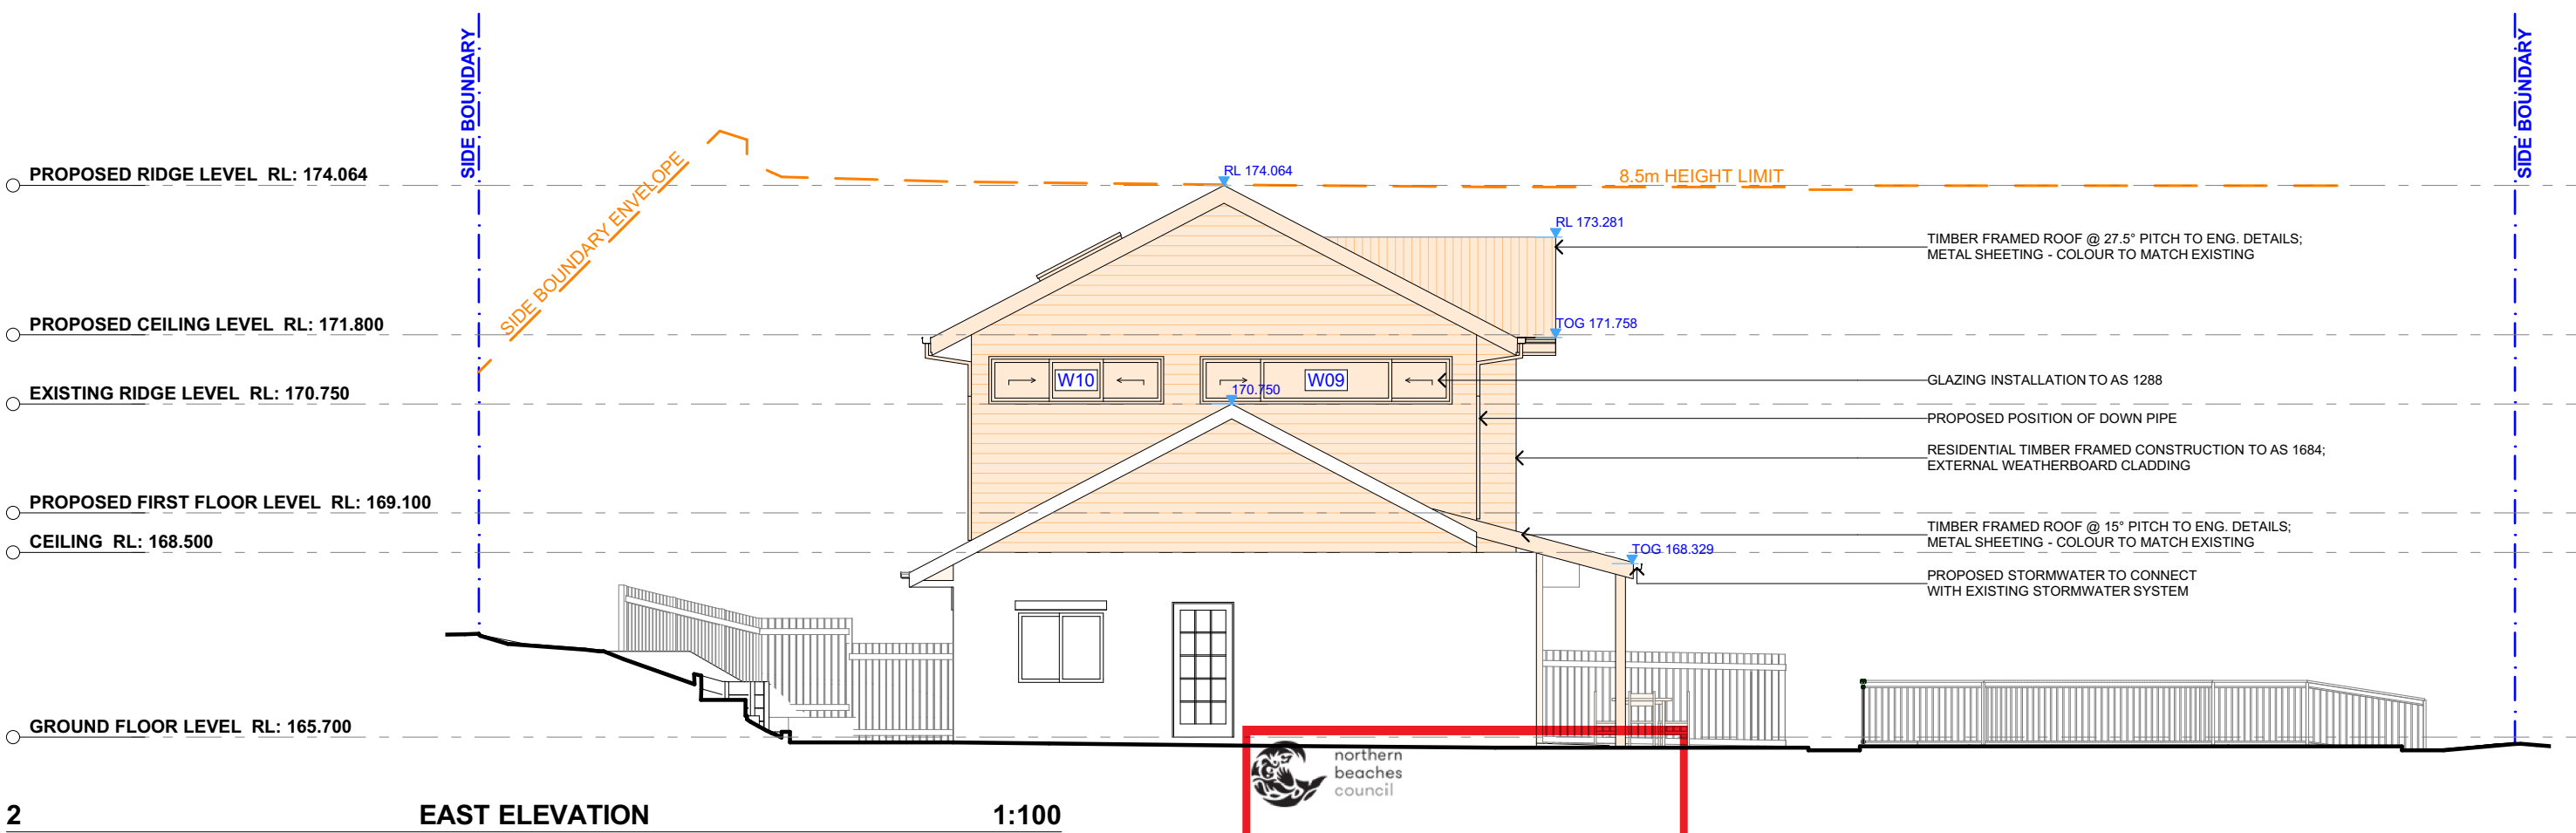 SIDE BOUNDARY
SIDE BOUNDARY
PROPOSED RIDGE LEVEL RL: 174.064
RL 174.064
8.5m HEIGHT LIMIT
SIDE BOUNDARY ENVELOPE
RL 173.281
TIMBER FRAMED ROOF @ 27.5° PITCH TO ENG. DETAILS;
METAL SHEETING - COLOUR TO MATCH EXISTING
PROPOSED CEILING LEVEL RL: 171.800
TOG 171.758
W10
W09
GLAZING INSTALLATION TO AS 1288
EXISTING RIDGE LEVEL RL: 170.750
170.750
PROPOSED POSITION OF DOWN PIPE
RESIDENTIAL TIMBER FRAMED CONSTRUCTION TO AS 1684;
EXTERNAL WEATHERBOARD CLADDING
PROPOSED FIRST FLOOR LEVEL RL: 169.100
TIMBER FRAMED ROOF @ 15° PITCH TO ENG. DETAILS;
METAL SHEETING - COLOUR TO MATCH EXISTING
CEILING RL: 168.500
TOG 168.329
PROPOSED STORMWATER TO CONNECT
WITH EXISTING STORMWATER SYSTEM
GROUND FLOOR LEVEL RL: 165.700
northern
beaches
council
2 EAST ELEVATION 1:100